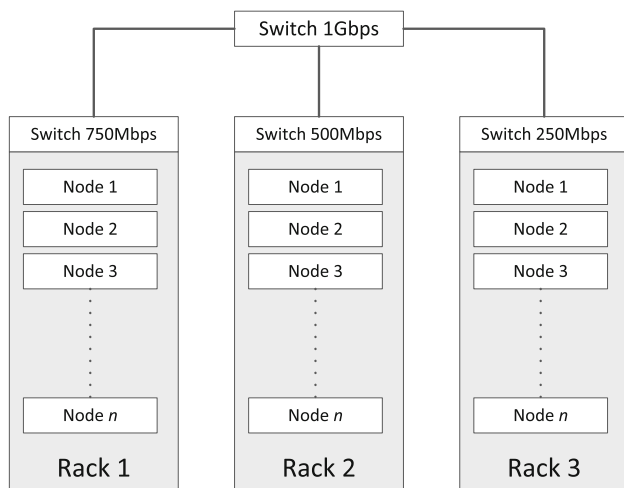 Switch 1Gbps
Switch 750Mbps
Node 1
Node 2
Node 3
Node n
Rack 1
Switch 500Mbps
Node 1
Node 2
Node 3
Node n
Rack 2
Switch 250Mbps
Node 1
Node 2
Node 3
Node n
Rack 3